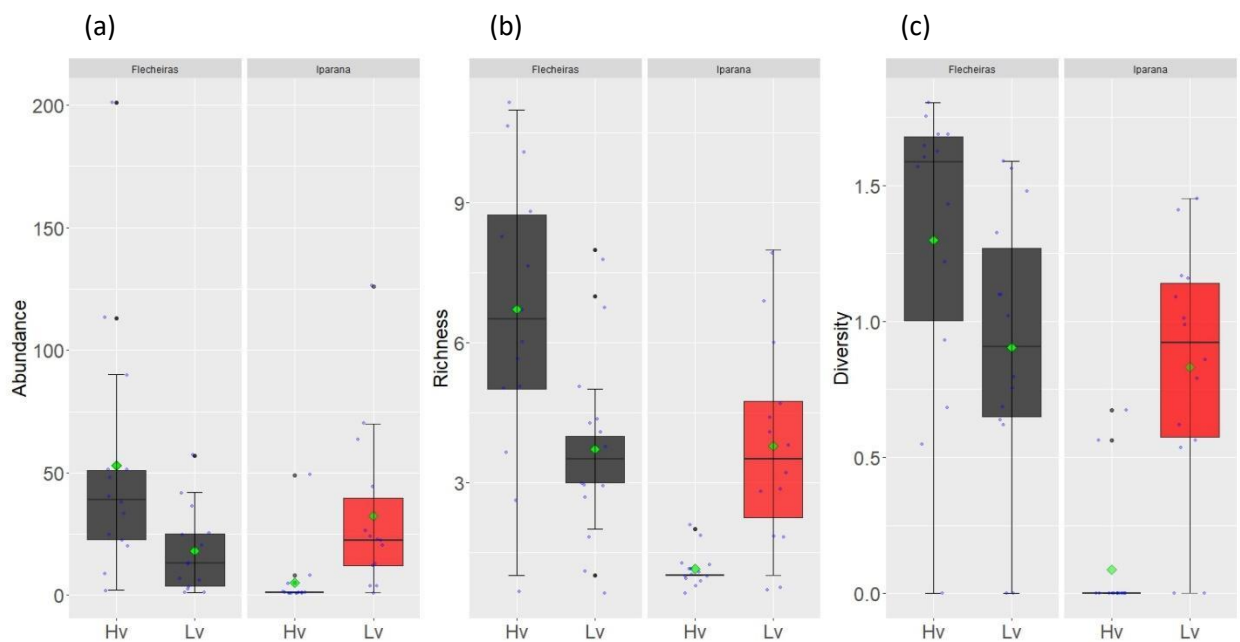 (a)
(b)
(c)
Flecheiras
Iparana
Flecheiras
Iparana
Flecheiras
Iparana
Abundance
200
150
100
50
0
Richness
9
6
3
Diversity
1.5
1.0
0.5
0.0
Hv
Lv
Hv
Lv
Hv
Lv
Hv
Lv
Hv
Lv
Hv
Lv